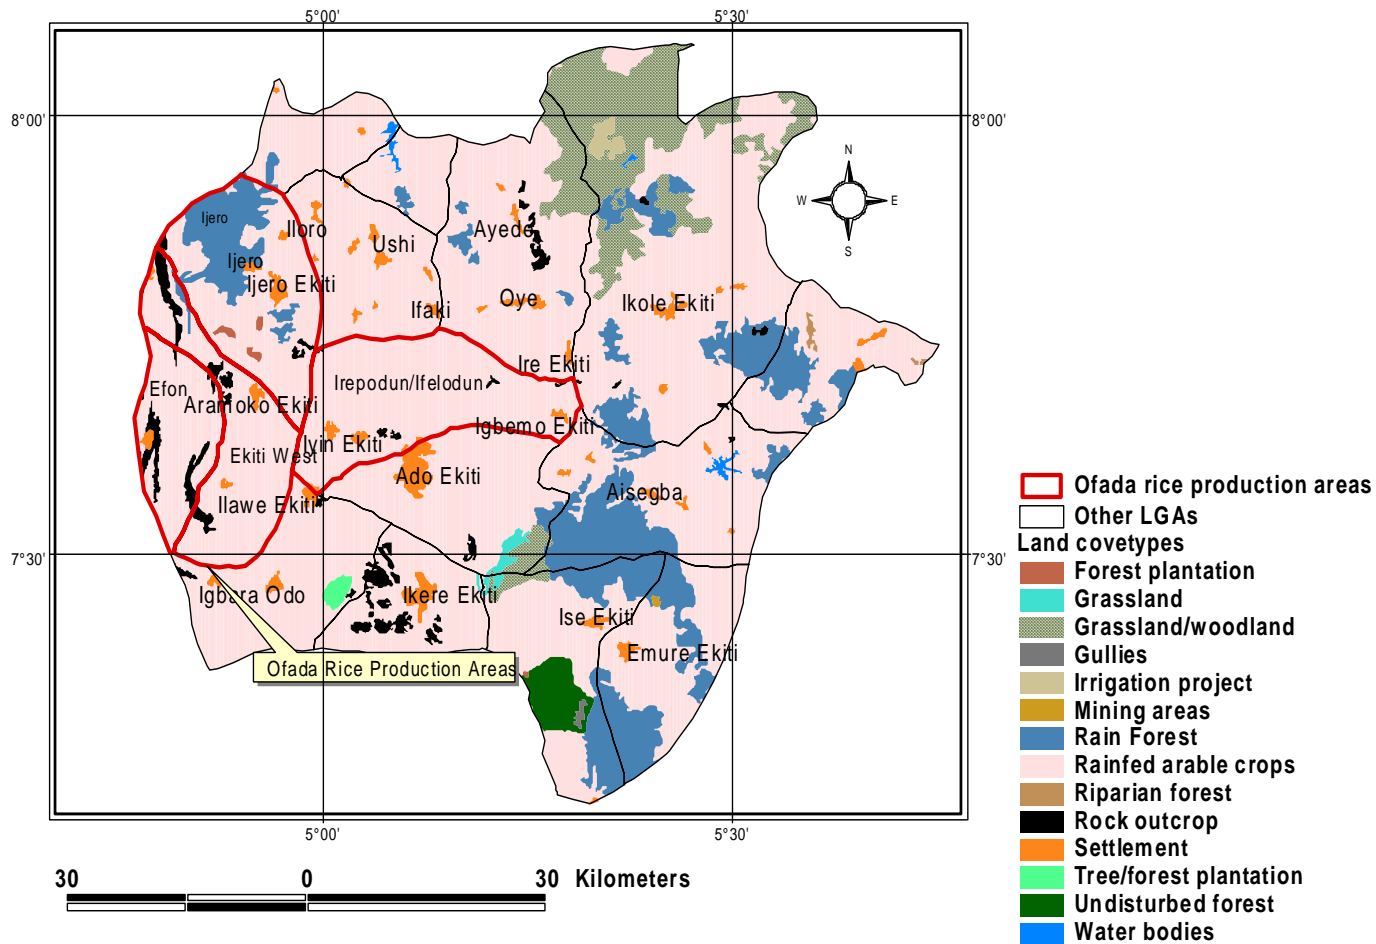 5°00'
5°30'
8°00'
8°00'
N
W
E
S
Ijero
Iloro
Ushi
Ayede
Ijero
Ijero Ekiti
Ifaki
Oye
Ikole Ekiti
Ire Ekiti
Irepodun/Ifelodun
Efon
Aramoko Ekiti
Igbemo Ekiti
Iyin Ekiti
Ekiti West
Ado Ekiti
Aisegba
Ilawe Ekiti
7°30'
7°30'
Igbara Odo
Ikere Ekiti
Ise Ekiti
Emure Ekiti
Ofada Rice Production Areas
5°00'
5°30'
30
0
30
Kilometers
Ofada rice production areas
Other LGAs
Land covetypes
Forest plantation
Grassland
Grassland/woodland
Gullies
Irrigation project
Mining areas
Rain Forest
Rainfed arable crops
Riparian forest
Rock outcrop
Settlement
Tree/forest plantation
Undisturbed forest
Water bodies